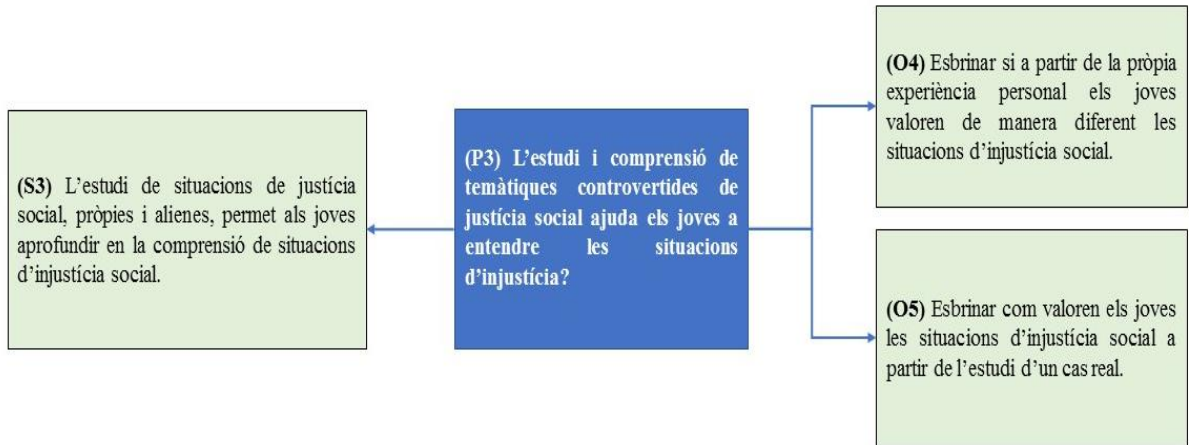 (S3) L'estudi de situacions de justícia
social, pròpies i alienes, permet als joves
aprofundir en la comprensió de situacions
d'injustícia social.
(P3) L'estudi i comprensió de
temàtiques controvertides de
justícia social ajuda els joves a
entendre les situacions
d'injustícia?
(O4) Esbrinar si a partir de la pròpia
experiència personal els joves
valoren de manera diferent les
situacions d'injustícia social.
(O5) Esbrinar com valoren els joves
les situacions d'injustícia social a
partir de l'estudi d'un cas real.